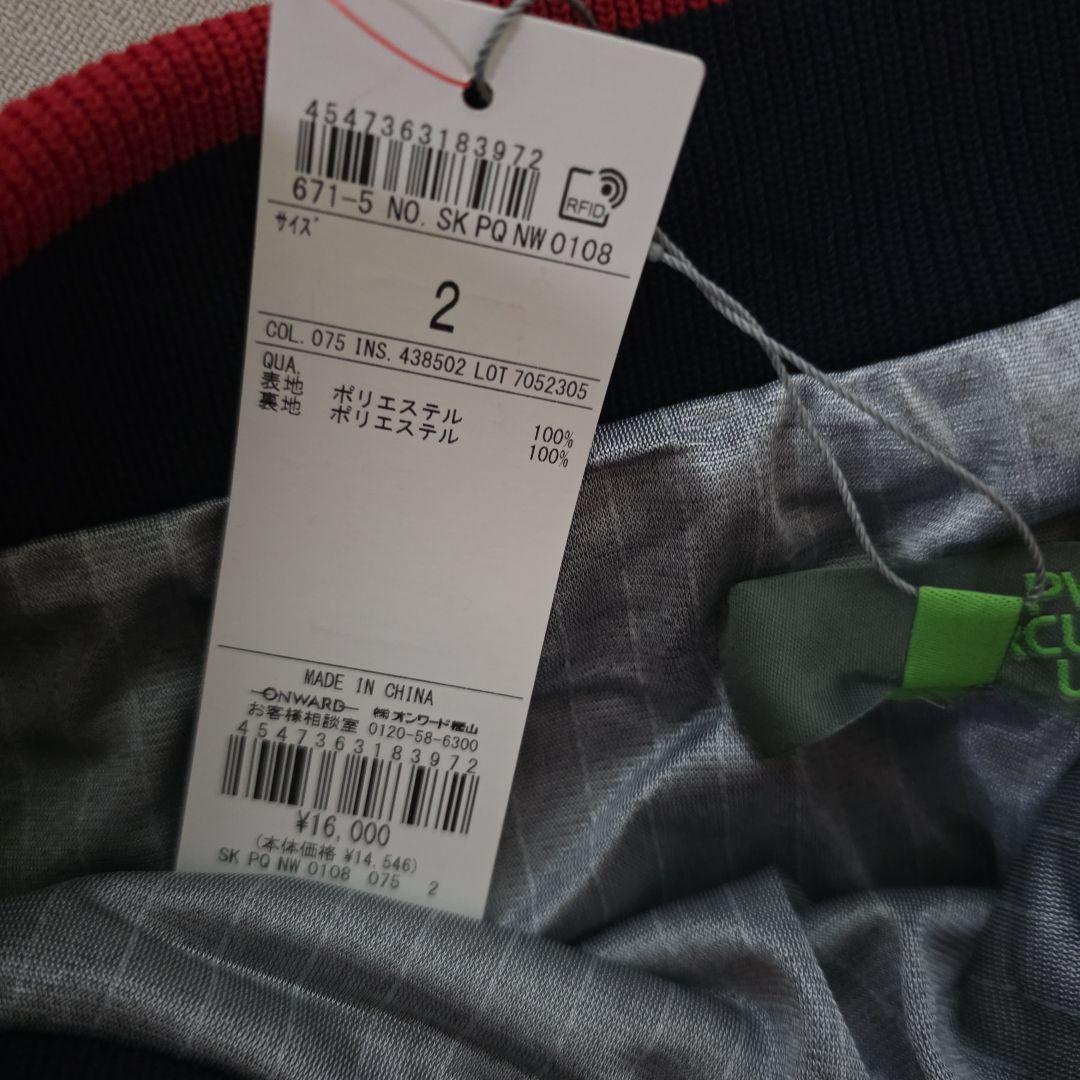 4547363183972
RFID
671-5 NO. SK PQ NW 0108
サイズ
2
COL. 075 INS. 438502 LOT 7052305
QUA.
表地 ポリエステル 100%
裏地 ポリエステル 100%
MADE IN CHINA
ONWARD ㈱オンワード樫山
お客様相談室 0120-58-6300
4547363183972
¥16,000
(本体価格 ¥14,546)
SK PQ NW 0108 075 2